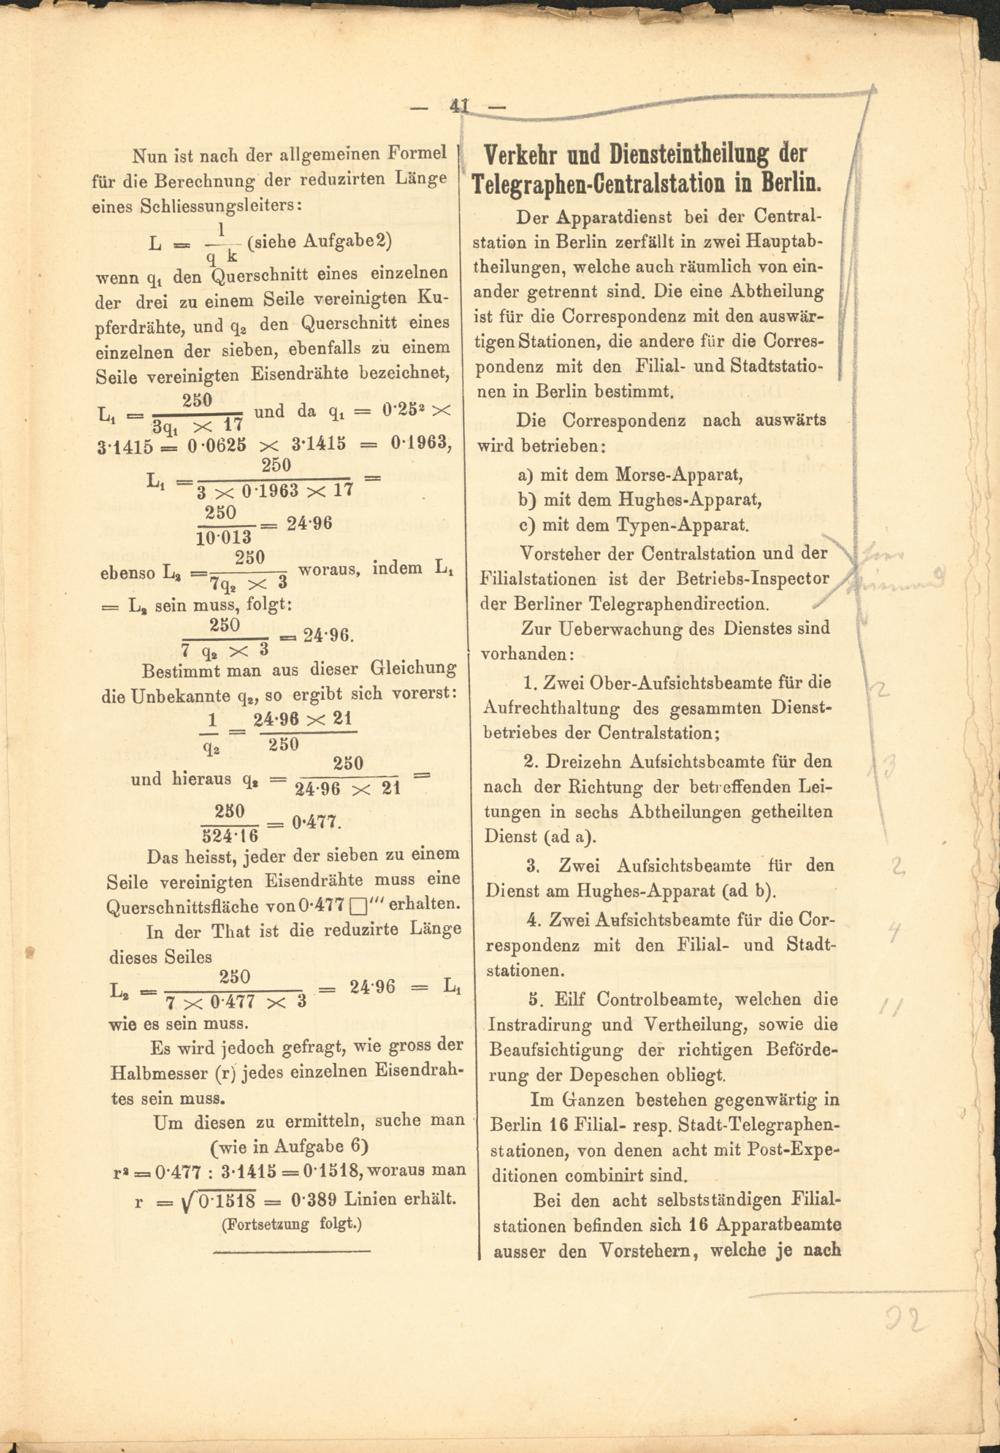 — 41 —
Nun ist nach der allgemeinen Formel
für die Berechnung der reduzirten Länge
eines Schliessungsleiters:
L = 1 / q k (siehe Aufgabe 2)
wenn q₁ den Querschnitt eines einzelnen
der drei zu einem Seile vereinigten Ku-
pferdrähte, und q₂ den Querschnitt eines
einzelnen der sieben, ebenfalls zu einem
Seile vereinigten Eisendrähte bezeichnet,
L₁ = 250 / 3q₁ × 17 und da q₁ = 0·25² ×
3·1415 = 0·0625 × 3·1415 = 0·1963,
L₁ = 250 / 3 × 0·1963 × 17 =
250 / 10·013 = 24·96
ebenso L₂ = 250 / 7q₂ × 3 woraus, indem L₁
= L₂ sein muss, folgt:
250 / 7 q₂ × 3 = 24·96.
Bestimmt man aus dieser Gleichung
die Unbekannte q₂, so ergibt sich vorerst:
1 / q₂ = 24·96 × 21 / 250
und hieraus q₂ = 250 / 24·96 × 21 =
250 / 524·16 = 0·477.
Das heisst, jeder der sieben zu einem
Seile vereinigten Eisendrähte muss eine
Querschnittsfläche von 0·477 □''' erhalten.
In der That ist die reduzirte Länge
dieses Seiles
L₂ = 250 / 7 × 0·477 × 3 = 24·96 = L₁
wie es sein muss.
Es wird jedoch gefragt, wie gross der
Halbmesser (r) jedes einzelnen Eisendrah-
tes sein muss.
Um diesen zu ermitteln, suche man
(wie in Aufgabe 6)
r² = 0·477 : 3·1415 = 0·1518, woraus man
r = √0·1518 = 0·389 Linien erhält.
(Fortsetzung folgt.)
Verkehr und Diensteintheilung der
Telegraphen-Centralstation in Berlin.
Der Apparatdienst bei der Central-
station in Berlin zerfällt in zwei Hauptab-
theilungen, welche auch räumlich von ein-
ander getrennt sind. Die eine Abtheilung
ist für die Correspondenz mit den auswär-
tigen Stationen, die andere für die Corres-
pondenz mit den Filial- und Stadtstatio-
nen in Berlin bestimmt.
Die Correspondenz nach auswärts
wird betrieben:
a) mit dem Morse-Apparat,
b) mit dem Hughes-Apparat,
c) mit dem Typen-Apparat.
Vorsteher der Centralstation und der
Filialstationen ist der Betriebs-Inspector
der Berliner Telegraphendirection.
Zur Ueberwachung des Dienstes sind
vorhanden:
1. Zwei Ober-Aufsichtsbeamte für die
Aufrechthaltung des gesammten Dienst-
betriebes der Centralstation;
2
2. Dreizehn Aufsichtsbeamte für den
nach der Richtung der betreffenden Lei-
tungen in sechs Abtheilungen getheilten
Dienst (ad a).
13
3. Zwei Aufsichtsbeamte für den
Dienst am Hughes-Apparat (ad b).
2
4. Zwei Aufsichtsbeamte für die Cor-
respondenz mit den Filial- und Stadt-
stationen.
4
5. Eilf Controlbeamte, welchen die
Instradirung und Vertheilung, sowie die
Beaufsichtigung der richtigen Beförde-
rung der Depeschen obliegt.
11
Im Ganzen bestehen gegenwärtig in
Berlin 16 Filial- resp. Stadt-Telegraphen-
stationen, von denen acht mit Post-Expe-
ditionen combinirt sind.
Bei den acht selbstständigen Filial-
stationen befinden sich 16 Apparatbeamte
ausser den Vorstehern, welche je nach
32